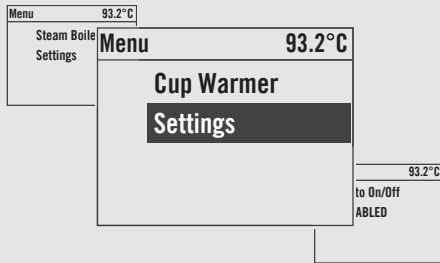 Menu 93.2°C
Steam Boile
Settings
Menu 93.2°C
Cup Warmer
Settings
93.2°C
to On/Off
ABLED